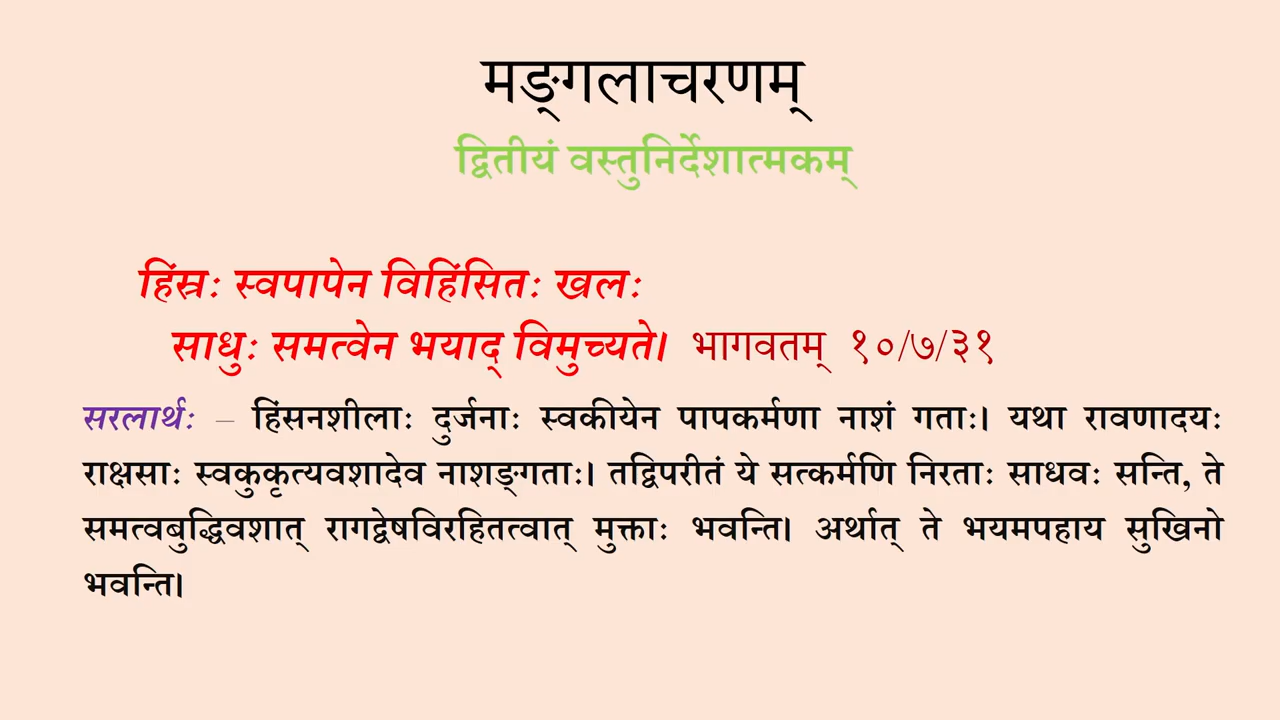 मङ्गलाचरणम्
द्वितीयं वस्तुनिर्देशात्मकम्
हिंस्रः स्वपापेन विहिंसितः खलः
साधुः समत्वेन भयाद् विमुच्यते। भागवतम् १०/७/३१
सरलार्थः – हिंसनशीलाः दुर्जनाः स्वकीयेन पापकर्मणा नाशं गताः। यथा रावणादयः
राक्षसाः स्वकुकृत्यवशादेव नाशङ्गताः। तद्विपरीतं ये सत्कर्मणि निरताः साधवः सन्ति, ते
समत्वबुद्धिवशात् रागद्वेषविरहितत्वात् मुक्ताः भवन्ति। अर्थात् ते भयमपहाय सुखिनो
भवन्ति।